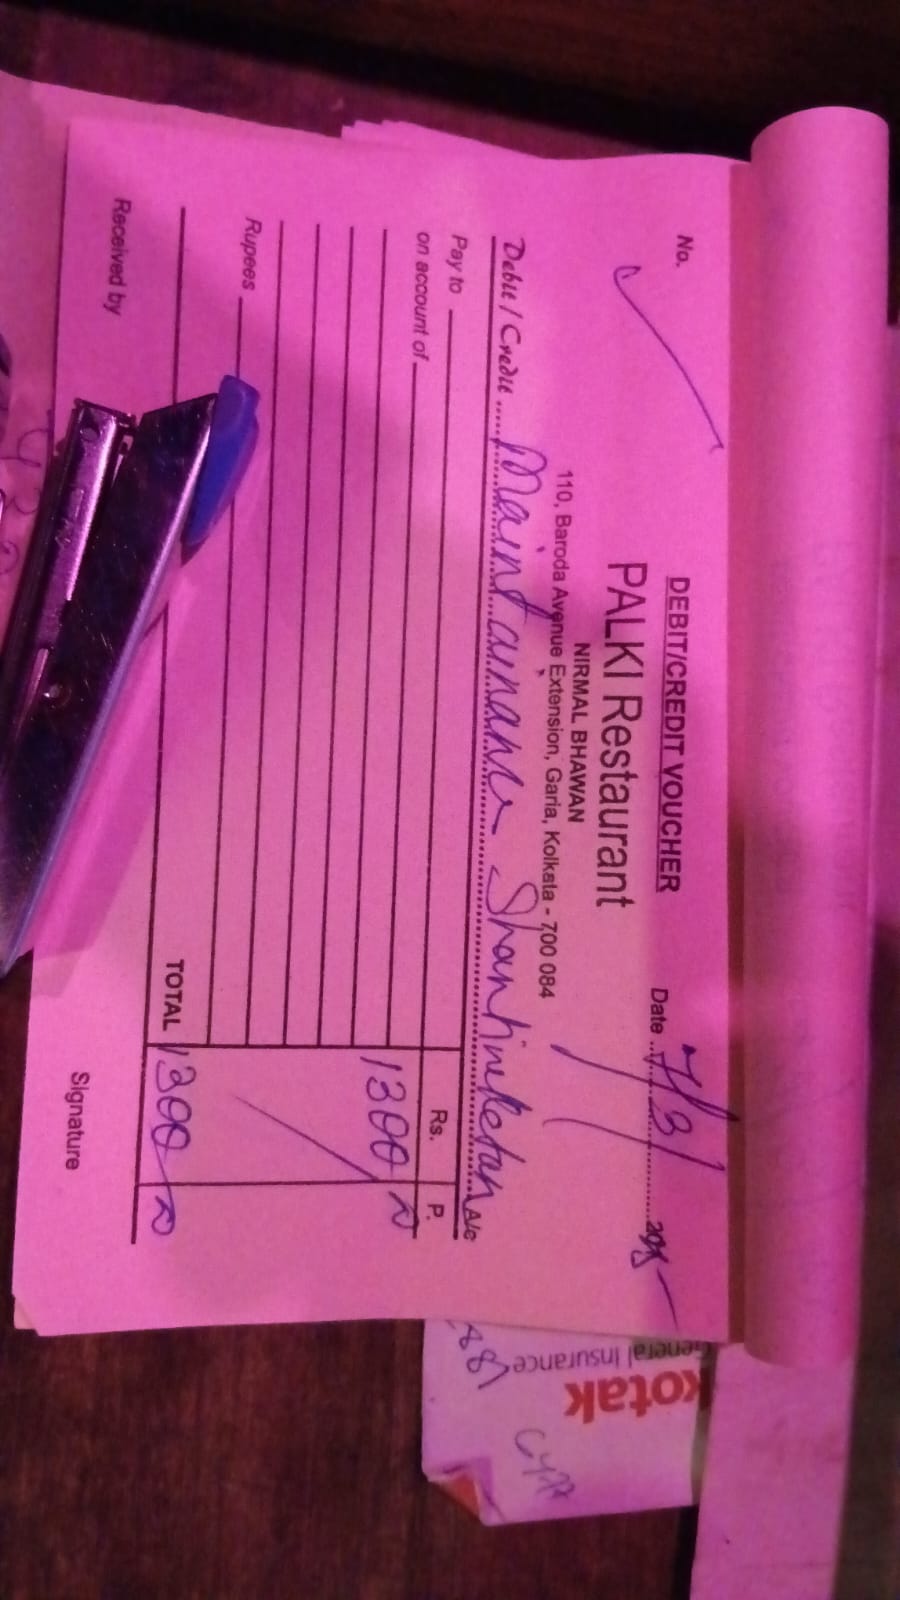 DEBIT/CREDIT VOUCHER
No.
Date 7/3
PALKI Restaurant
NIRMAL BHAWAN
110, Baroda Avenue Extension, Garia, Kolkata - 700 084
Debit / Credit Maintainance Shantiniketan A/c
Pay to
Rs. P.
on account of
1300
Rupees
TOTAL 1300
Received by
Signature
kotak
General Insurance